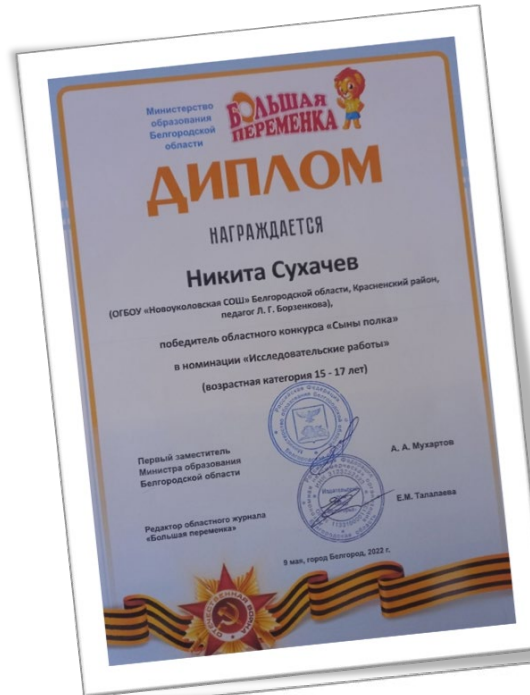 Министерство
образования
Белгородской
области
БОЛЬШАЯ
ПЕРЕМЕНКА
ДИПЛОМ
НАГРАЖДАЕТСЯ
Никита Сухачев
(ОГБОУ «Новоуколовская СОШ» Белгородской области, Красненский район,
педагог Л. Г. Борзенкова),
победитель областного конкурса «Сыны полка»
в номинации «Исследовательские работы»
(возрастная категория 15 - 17 лет)
Первый заместитель
Министра образования
Белгородской области
А. А. Мухартов
Редактор областного журнала
«Большая переменка»
Е.М. Талалаева
9 мая, город Белгород, 2022 г.
ОТЕЧЕСТВЕННАЯ ВОЙНА